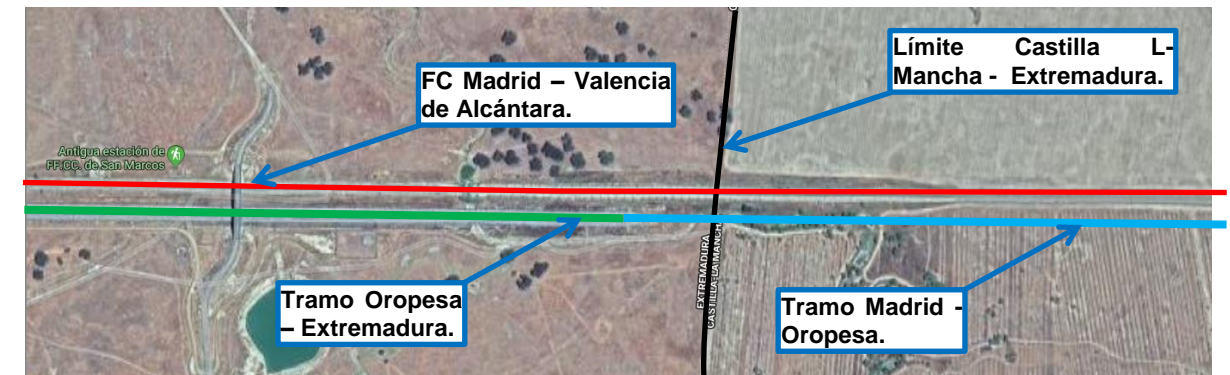 Límite Castilla L-
Mancha - Extremadura.
FC Madrid – Valencia
de Alcántara.
Antigua estación de
FF.CC. de San Marcos
EXTREMADURA
CASTILLA-LA MANCHA
Tramo Oropesa
– Extremadura.
Tramo Madrid -
Oropesa.